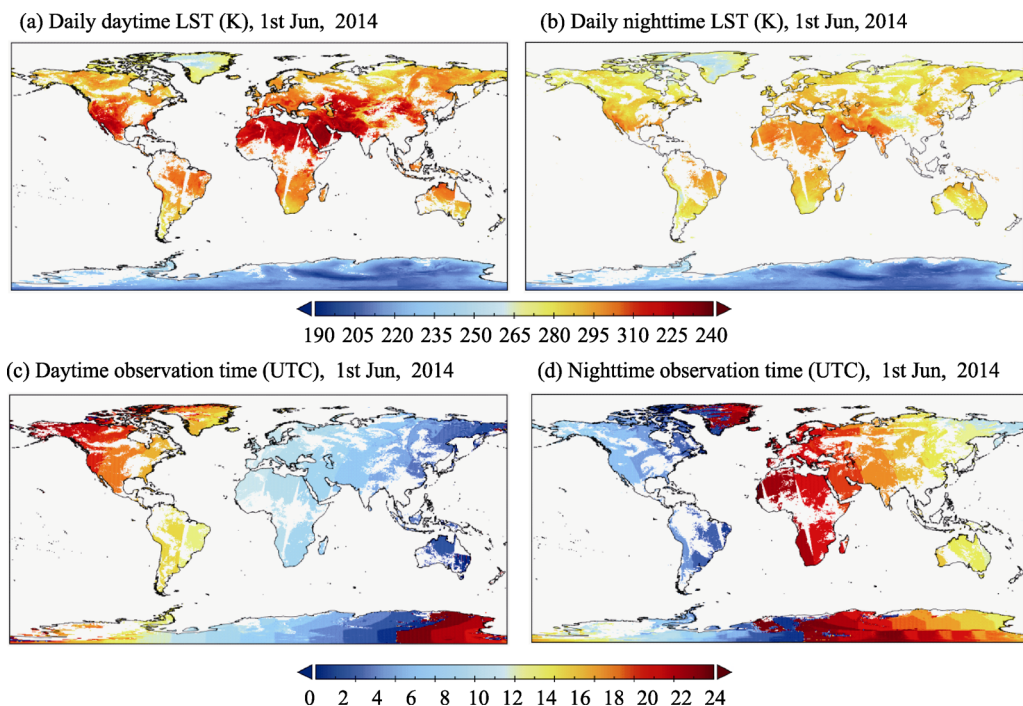 (a) Daily daytime LST (K), 1st Jun, 2014
(b) Daily nighttime LST (K), 1st Jun, 2014
190 205 220 235 250 265 280 295 310 225 240
(c) Daytime observation time (UTC), 1st Jun, 2014
(d) Nighttime observation time (UTC), 1st Jun, 2014
0 2 4 6 8 10 12 14 16 18 20 22 24